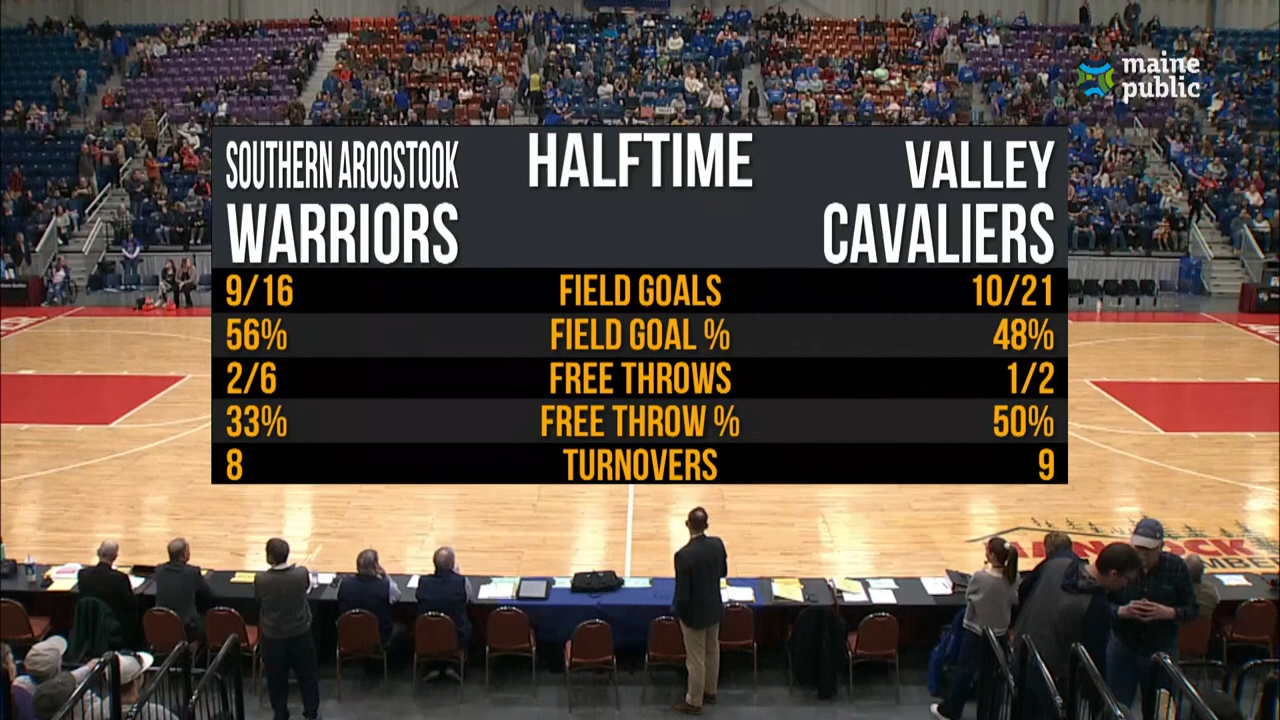 maine
public
SOUTHERN AROOSTOOK HALFTIME VALLEY
WARRIORS CAVALIERS
9/16 FIELD GOALS 10/21
56% FIELD GOAL % 48%
2/6 FREE THROWS 1/2
33% FREE THROW % 50%
8 TURNOVERS 9